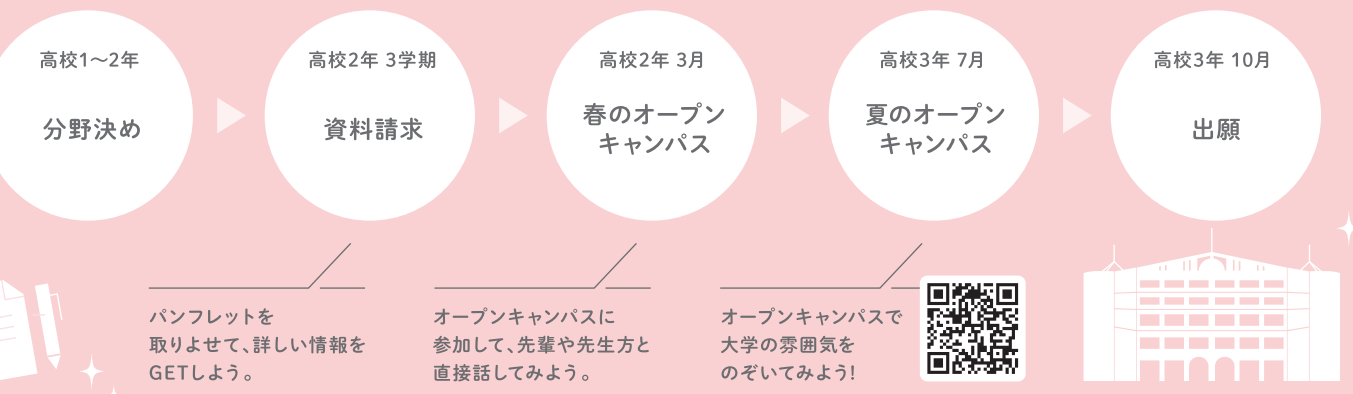 高校1〜2年
分野決め
高校2年 3学期
資料請求
高校2年 3月
春のオープン
キャンパス
高校3年 7月
夏のオープン
キャンパス
高校3年 10月
出願
パンフレットを
取りよせて、詳しい情報を
GETしよう。
オープンキャンパスに
参加して、先輩や先生方と
直接話してみよう。
オープンキャンパスで
大学の雰囲気を
のぞいてみよう!